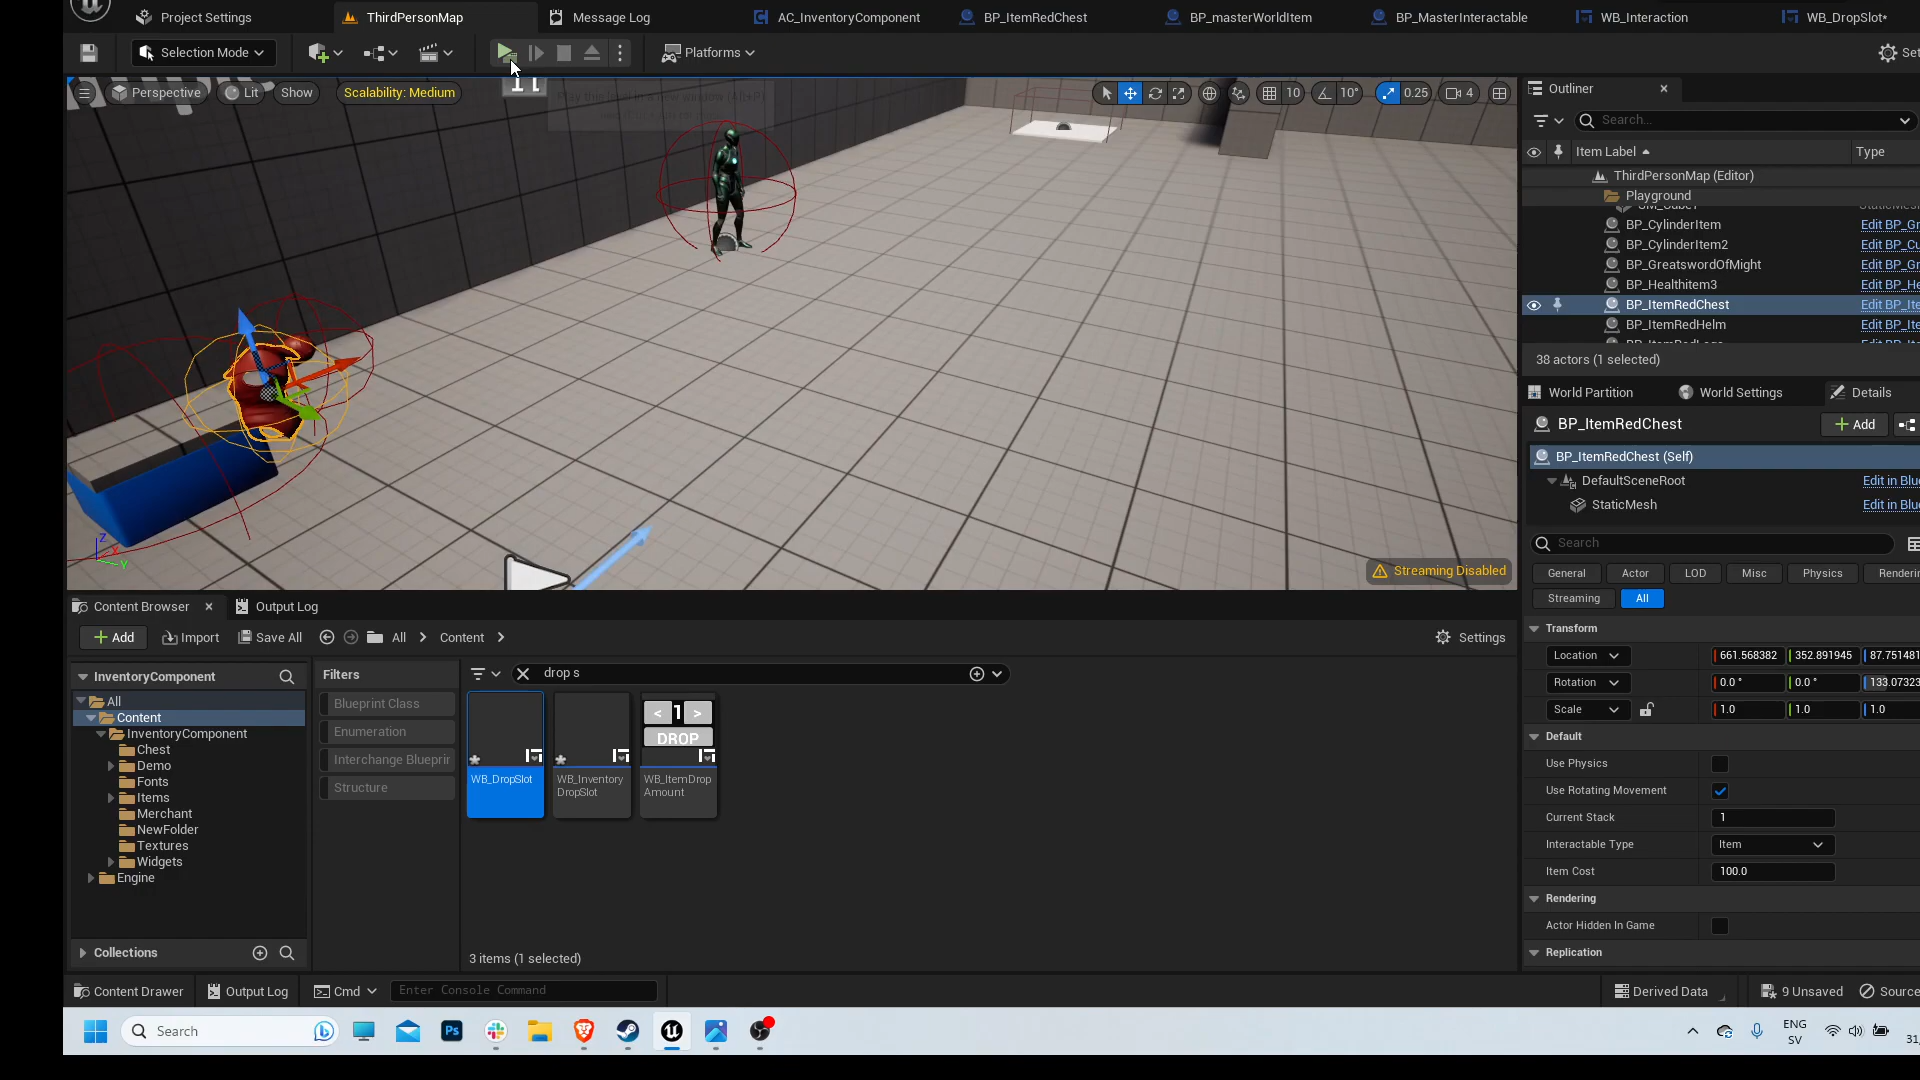 Project Settings
ThirdPersonMap
Message Log
AC_InventoryComponent
BP_ItemRedChest
BP_masterWorldItem
BP_MasterInteractable
WB_Interaction
WB_DropSlot*
Selection Mode
Platforms
Set
Perspective
Lit
Show
Scalability: Medium
10
10°
0.25
4
Outliner
Search...
Item Label
Type
ThirdPersonMap (Editor)
Playground
BP_CylinderItem
Edit BP_Gr
BP_CylinderItem2
Edit BP_Cu
BP_GreatswordOfMight
Edit BP_Gr
BP_Healthitem3
Edit BP_He
BP_ItemRedChest
Edit BP_Ite
BP_ItemRedHelm
Edit BP_Ite
38 actors (1 selected)
World Partition
World Settings
Details
BP_ItemRedChest
Add
BP_ItemRedChest (Self)
DefaultSceneRoot
Edit in Blu
StaticMesh
Edit in Blu
Search
General
Actor
LOD
Misc
Physics
Renderi
Streaming
All
Transform
Location
661.568382
352.891945
87.751481
Rotation
0.0 °
0.0 °
133.07323
Scale
1.0
1.0
1.0
Default
Use Physics
Use Rotating Movement
Current Stack
1
Interactable Type
Item
Item Cost
100.0
Rendering
Actor Hidden In Game
Replication
Z
X
Y
Streaming Disabled
Content Browser
Output Log
Add
Import
Save All
All
Content
Settings
InventoryComponent
All
Content
InventoryComponent
Chest
Demo
Fonts
Items
Merchant
NewFolder
Textures
Widgets
Engine
Collections
Filters
Blueprint Class
Enumeration
Interchange Blueprin
Structure
drop s
WB_DropSlot
WB_Inventory
DropSlot
< 1 >
DROP
WB_ItemDrop
Amount
3 items (1 selected)
Content Drawer
Output Log
Cmd
Enter Console Command
Derived Data
9 Unsaved
Source
Search
Ps
ENG
SV
31,